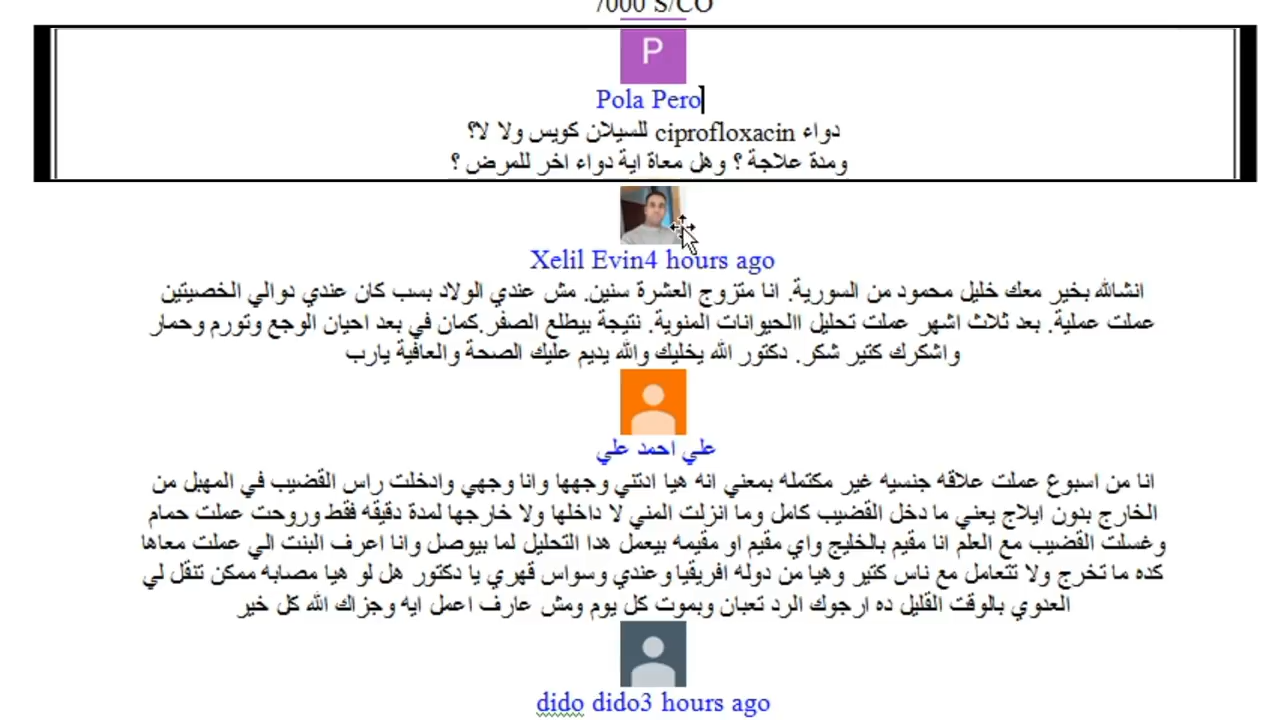 7000 S/CO
P
Pola Pero
دواء ciprofloxacin للسيلان كويس ولا لا؟
ومدة علاجة ؟ وهل معاة اية دواء اخر للمرض ؟
Xelil Evin4 hours ago
انشالله بخير معك خليل محمود من السورية. انا متزوج العشرة سنين. مش عندي الولاد بسب كان عندي دوالي الخصيتين
عملت عملية. بعد ثلاث اشهر عملت تحليل االحيوانات المنوية. نتيجة بيطلع الصفر.كمان في بعد احيان الوجع وتورم وحمار
واشكرك كتير شكر. دكتور الله يخليك والله يديم عليك الصحة والعافية يارب
علي احمد علي
انا من اسبوع عملت علاقه جنسيه غير مكتمله بمعني انه هيا ادتني وجهها وانا وجهي وادخلت راس القضيب في المهبل من
الخارج بدون ايلاج يعني ما دخل القضيب كامل وما انزلت المني لا داخلها ولا خارجها لمدة دقيقه فقط وروحت عملت حمام
وغسلت القضيب مع العلم انا مقيم بالخليج واي مقيم او مقيمه بيعمل هدا التحليل لما بيوصل وانا اعرف البنت الي عملت معاها
كده ما تخرج ولا تتعامل مع ناس كتير وهيا من دوله افريقيا وعندي وسواس قهري يا دكتور هل لو هيا مصابه ممكن تنقل لي
العدوي بالوقت القليل ده ارجوك الرد تعبان وبموت كل يوم ومش عارف اعمل ايه وجزاك الله كل خير
dido dido3 hours ago